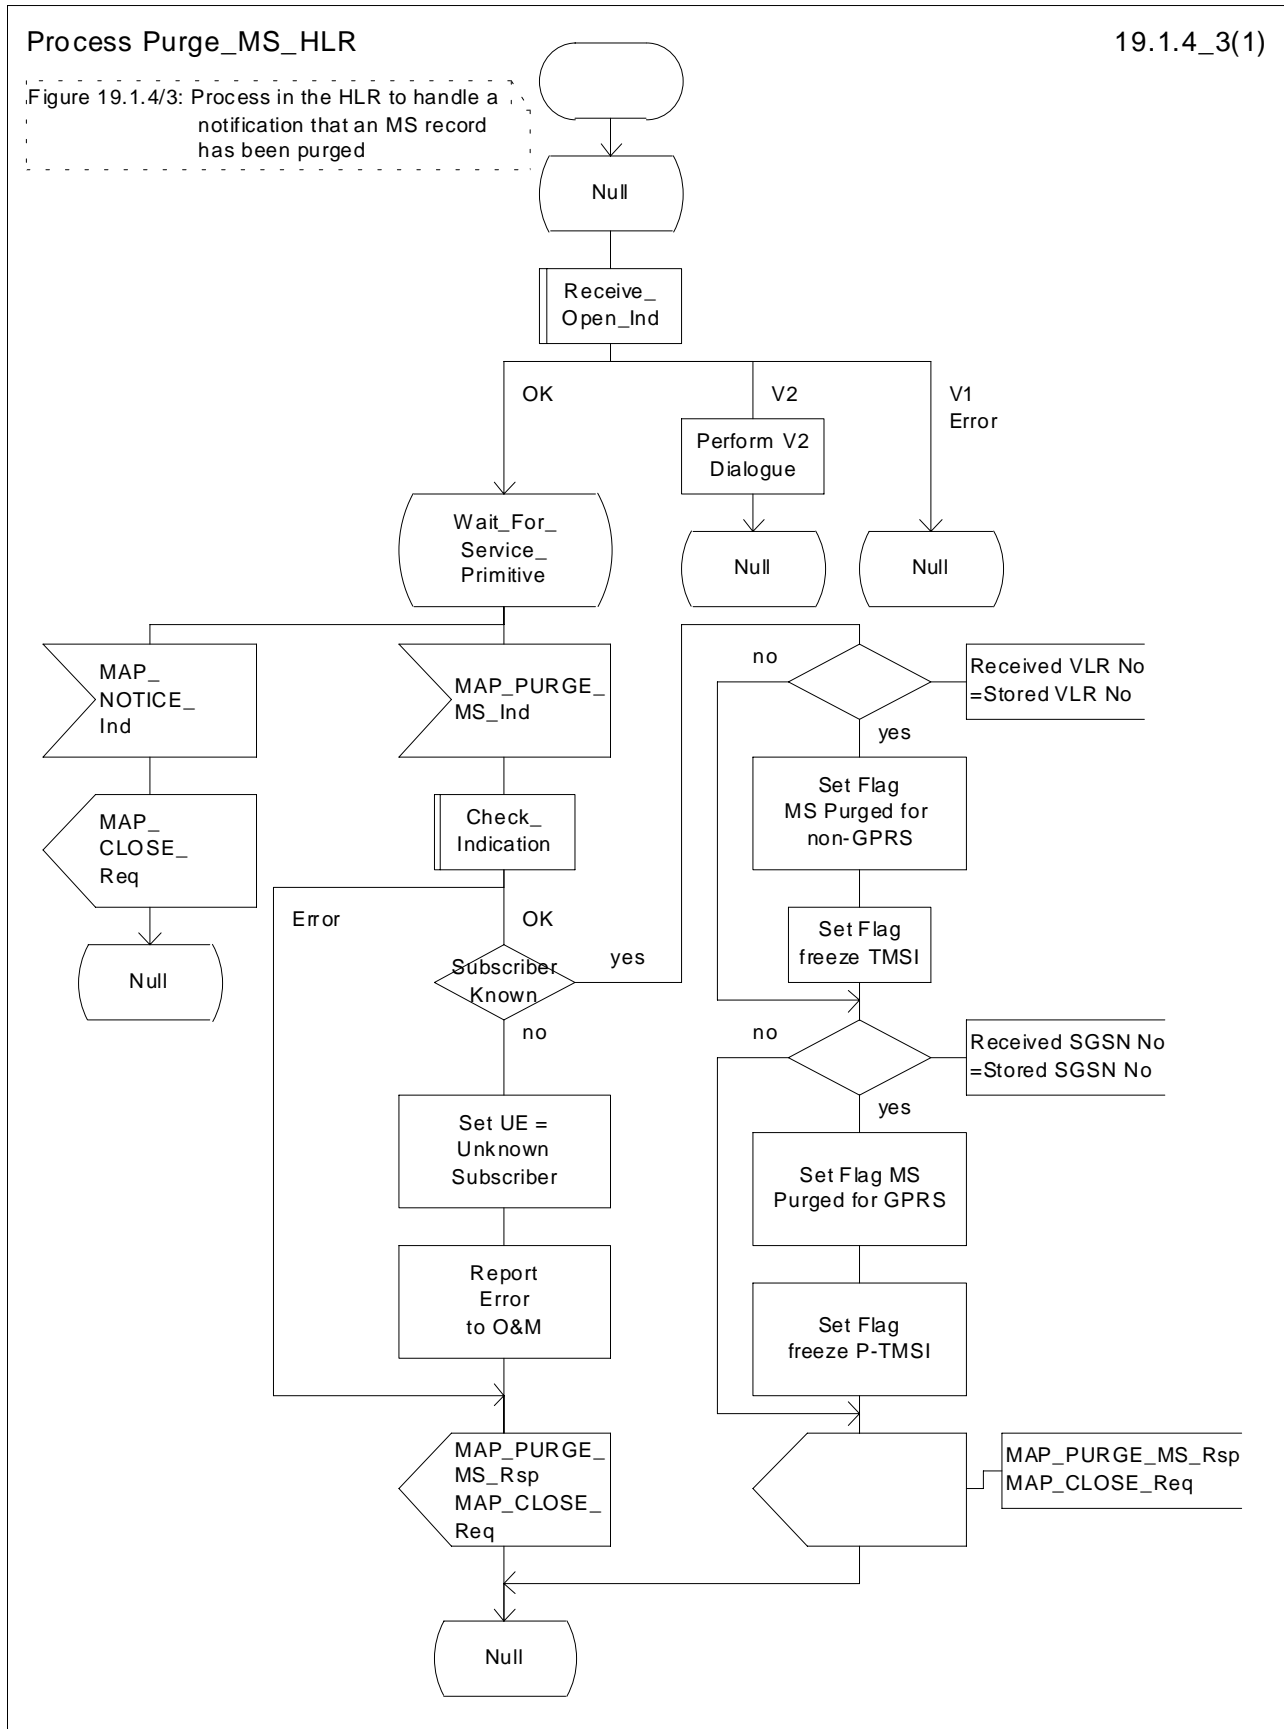 Process Purge_MS_HLR
19.1.4_3(1)
Figure 19.1.4/3: Process in the HLR to handle a
notification that an MS record
has been purged
Null
Receive_
Open_Ind
OK
V2
V1
Error
Perform V2
Dialogue
Wait_For_
Service_
Primitive
Null
Null
MAP_
NOTICE_
Ind
MAP_PURGE_
MS_Ind
no
Received VLR No
=Stored VLR No
yes
Set Flag
MS Purged for
non-GPRS
MAP_
CLOSE_
Req
Check_
Indication
Error
OK
Set Flag
freeze TMSI
Null
Subscriber
Known
yes
no
no
Received SGSN No
=Stored SGSN No
yes
Set UE =
Unknown
Subscriber
Set Flag MS
Purged for GPRS
Report
Error
to O&M
Set Flag
freeze P-TMSI
MAP_PURGE_
MS_Rsp
MAP_CLOSE_
Req
MAP_PURGE_MS_Rsp
MAP_CLOSE_Req
Null